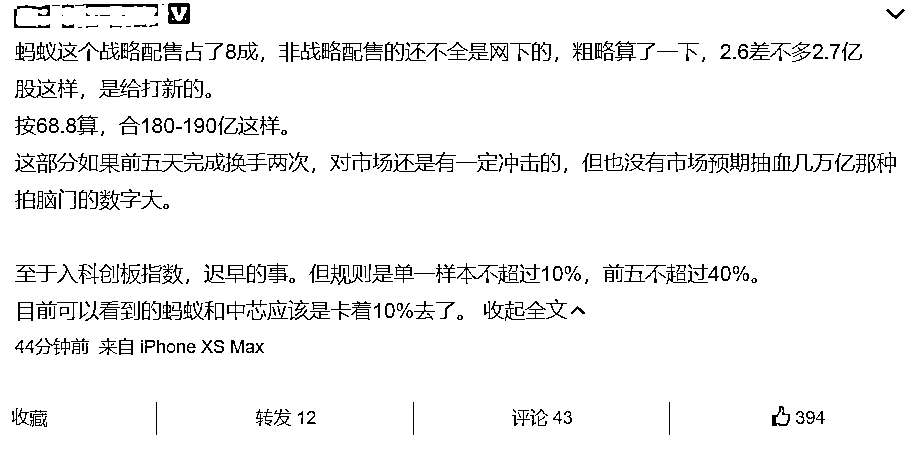 蚂蚁这个战略配售占了8成，非战略配售的还不全是网下的，粗略算了一下，2.6差不多2.7亿
股这样，是给打新的。
按68.8算，合180-190亿这样。
这部分如果前五天完成换手两次，对市场还是有一定冲击的，但也没有市场预期抽血几万亿那种
拍脑门的数字大。
至于入科创板指数，迟早的事。但规则是单一样本不超过10%，前五不超过40%。
目前可以看到的蚂蚁和中芯应该是卡着10%去了。 收起全文
44分钟前 来自 iPhone XS Max
收藏 转发 12 评论 43 394